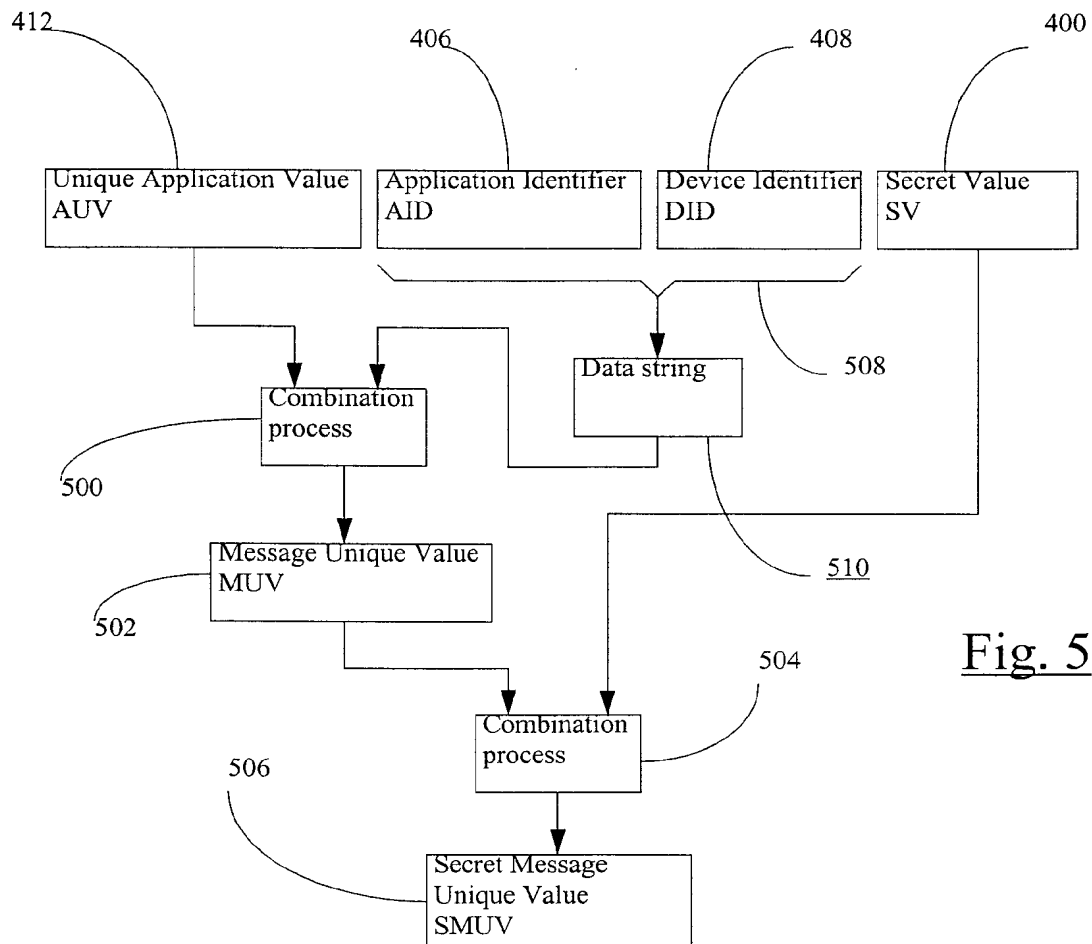 412
406
408
400
Unique Application Value
AUV
Application Identifier
AID
Device Identifier
DID
Secret Value
SV
508
Data string
Combination
process
500
Message Unique Value
MUV
510
502
Fig. 5
504
Combination
process
506
Secret Message
Unique Value
SMUV